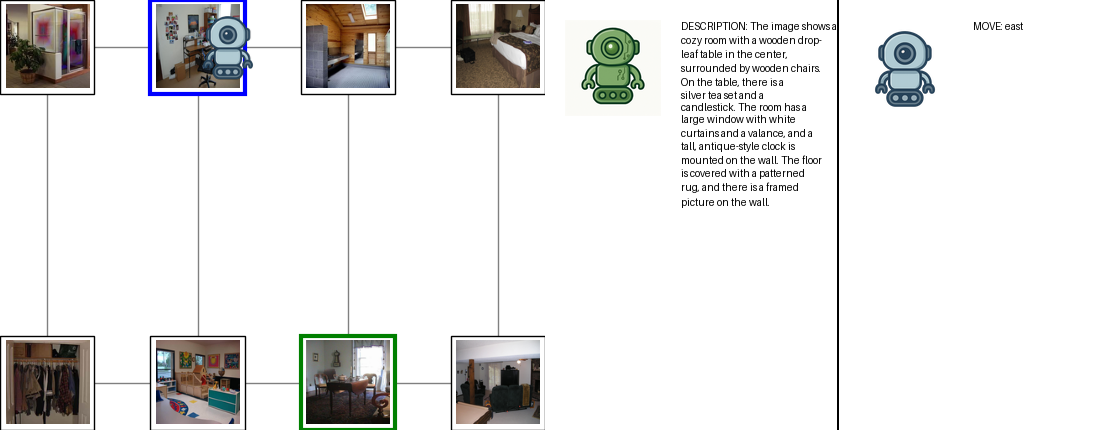 DESCRIPTION: The image shows a
cozy room with a wooden drop-
leaf table in the center,
surrounded by wooden chairs.
On the table, there is a
silver tea set and a
candlestick. The room has a
large window with white
curtains and a valance, and a
tall, antique-style clock is
mounted on the wall. The floor
is covered with a patterned
rug, and there is a framed
picture on the wall.
MOVE: east